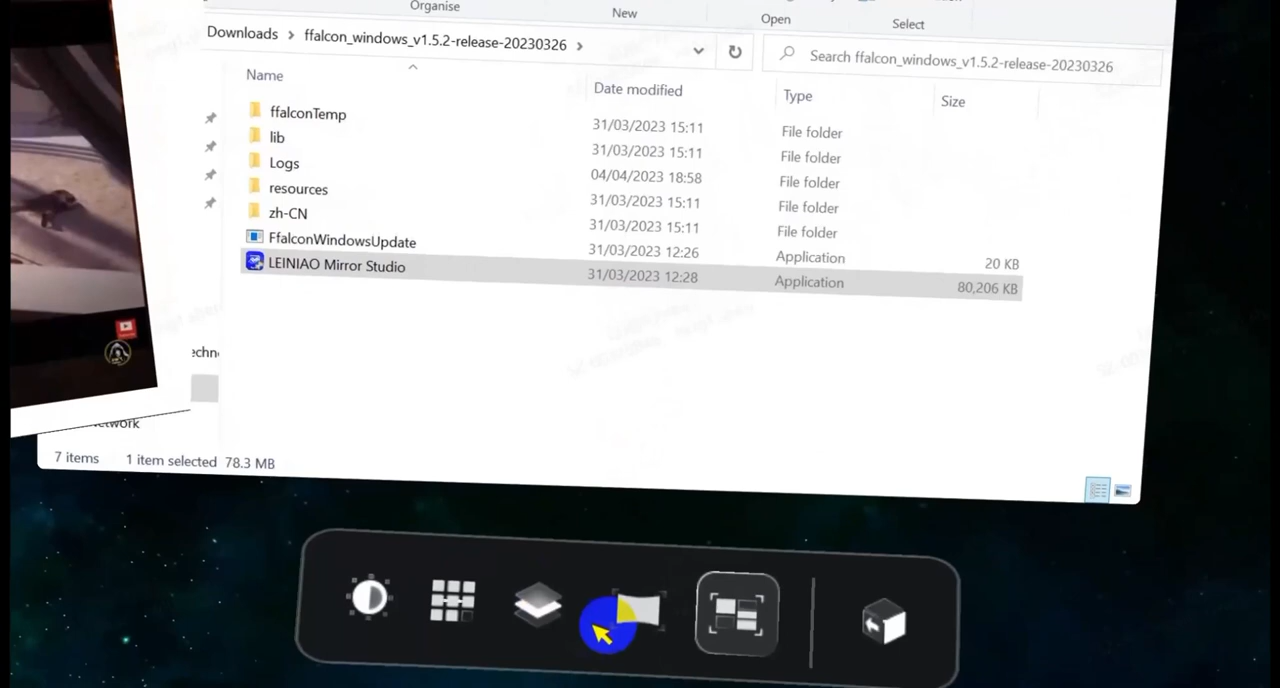 Organise
New
Open
Select
Downloads > ffalcon_windows_v1.5.2-release-20230326 >
Search ffalcon_windows_v1.5.2-release-20230326
Name
Date modified
Type
Size
ffalconTemp
31/03/2023 15:11
File folder
lib
31/03/2023 15:11
File folder
Logs
04/04/2023 18:58
File folder
resources
31/03/2023 15:11
File folder
zh-CN
31/03/2023 15:11
File folder
FfalconWindowsUpdate
31/03/2023 12:26
Application
20 KB
LEINIAO Mirror Studio
31/03/2023 12:28
Application
80,206 KB
7 items
1 item selected 78.3 MB